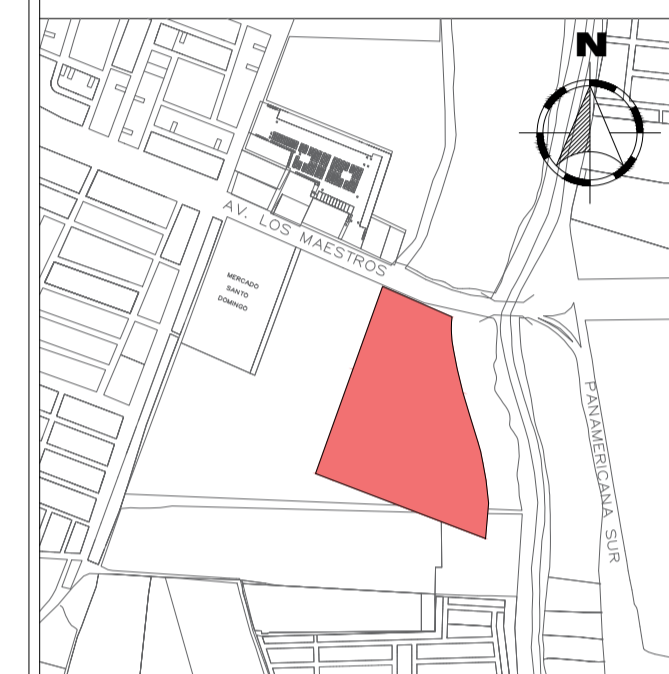 N
AV. LOS MAESTROS
MERCADO
SANTO
DOMINGO
PANAMERICANA SUR